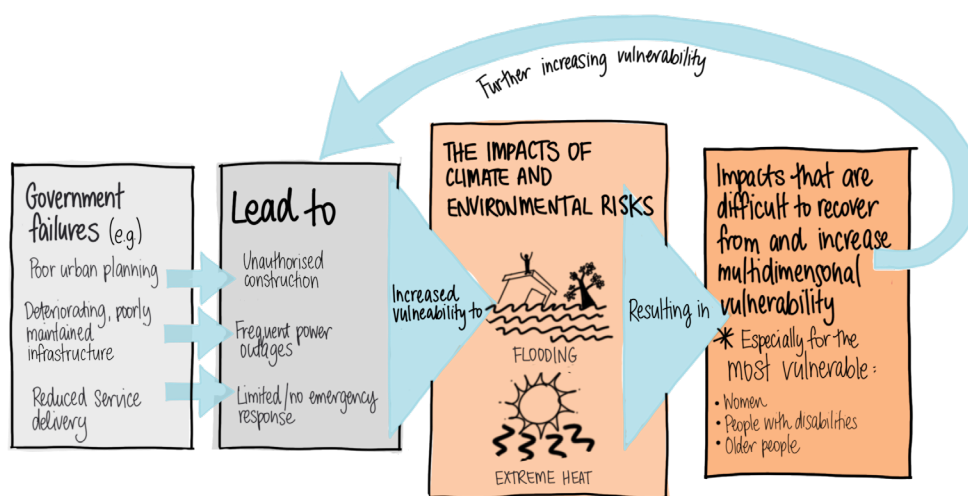 Further increasing vulnerability
Government
failures (e.g.)
Poor urban planning
Deteriorating, poorly
maintained
infrastructure
Reduced service
delivery
Lead to
Unauthorised
construction
Frequent power
outages
Limited/no emergency
response
Increased
vulneability to
THE IMPACTS OF
CLIMATE AND
ENVIRONMENTAL RISKS
FLOODING
EXTREME HEAT
Resulting in
Impacts that are
difficult to recover
from and increase
multidimensonal
vulnerability
* Especially for the
most vulnerable:
• Women
• People with disabilities
• Older people